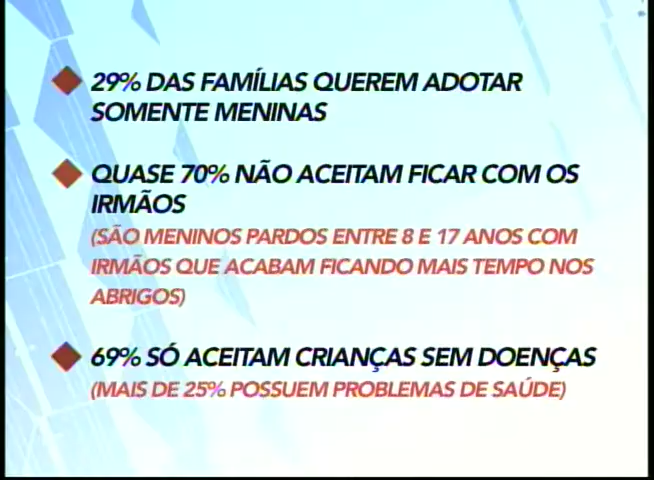 29% DAS FAMÍLIAS QUEREM ADOTAR
SOMENTE MENINAS
QUASE 70% NÃO ACEITAM FICAR COM OS
IRMÃOS
(SÃO MENINOS PARDOS ENTRE 8 E 17 ANOS COM
IRMÃOS QUE ACABAM FICANDO MAIS TEMPO NOS
ABRIGOS)
69% SÓ ACEITAM CRIANÇAS SEM DOENÇAS
(MAIS DE 25% POSSUEM PROBLEMAS DE SAÚDE)